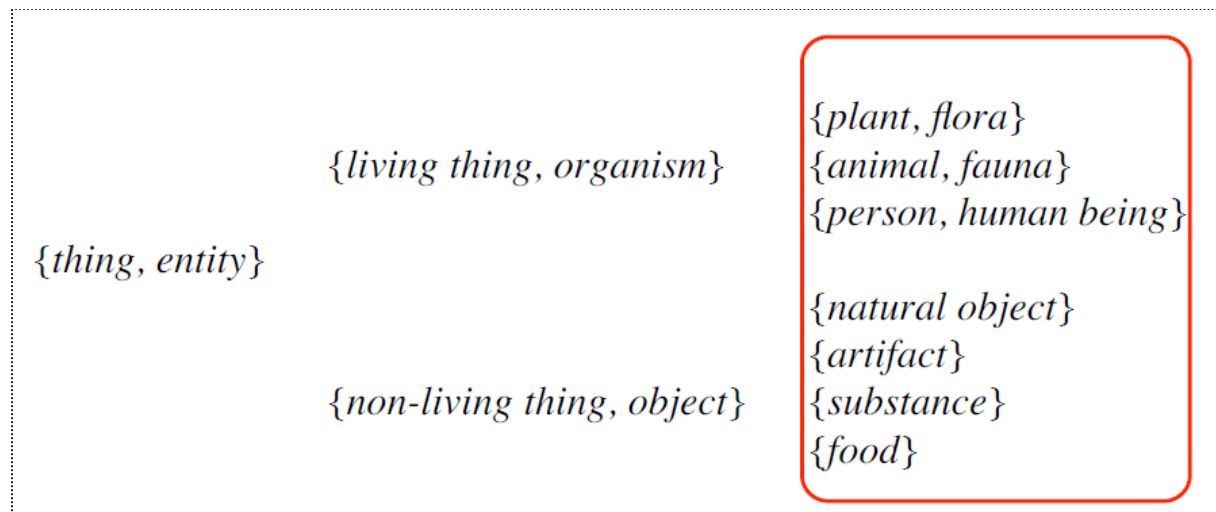 {plant, flora}
{living thing, organism} {animal, fauna}
{person, human being}
{thing, entity}
{natural object}
{artifact}
{non-living thing, object} {substance}
{food}